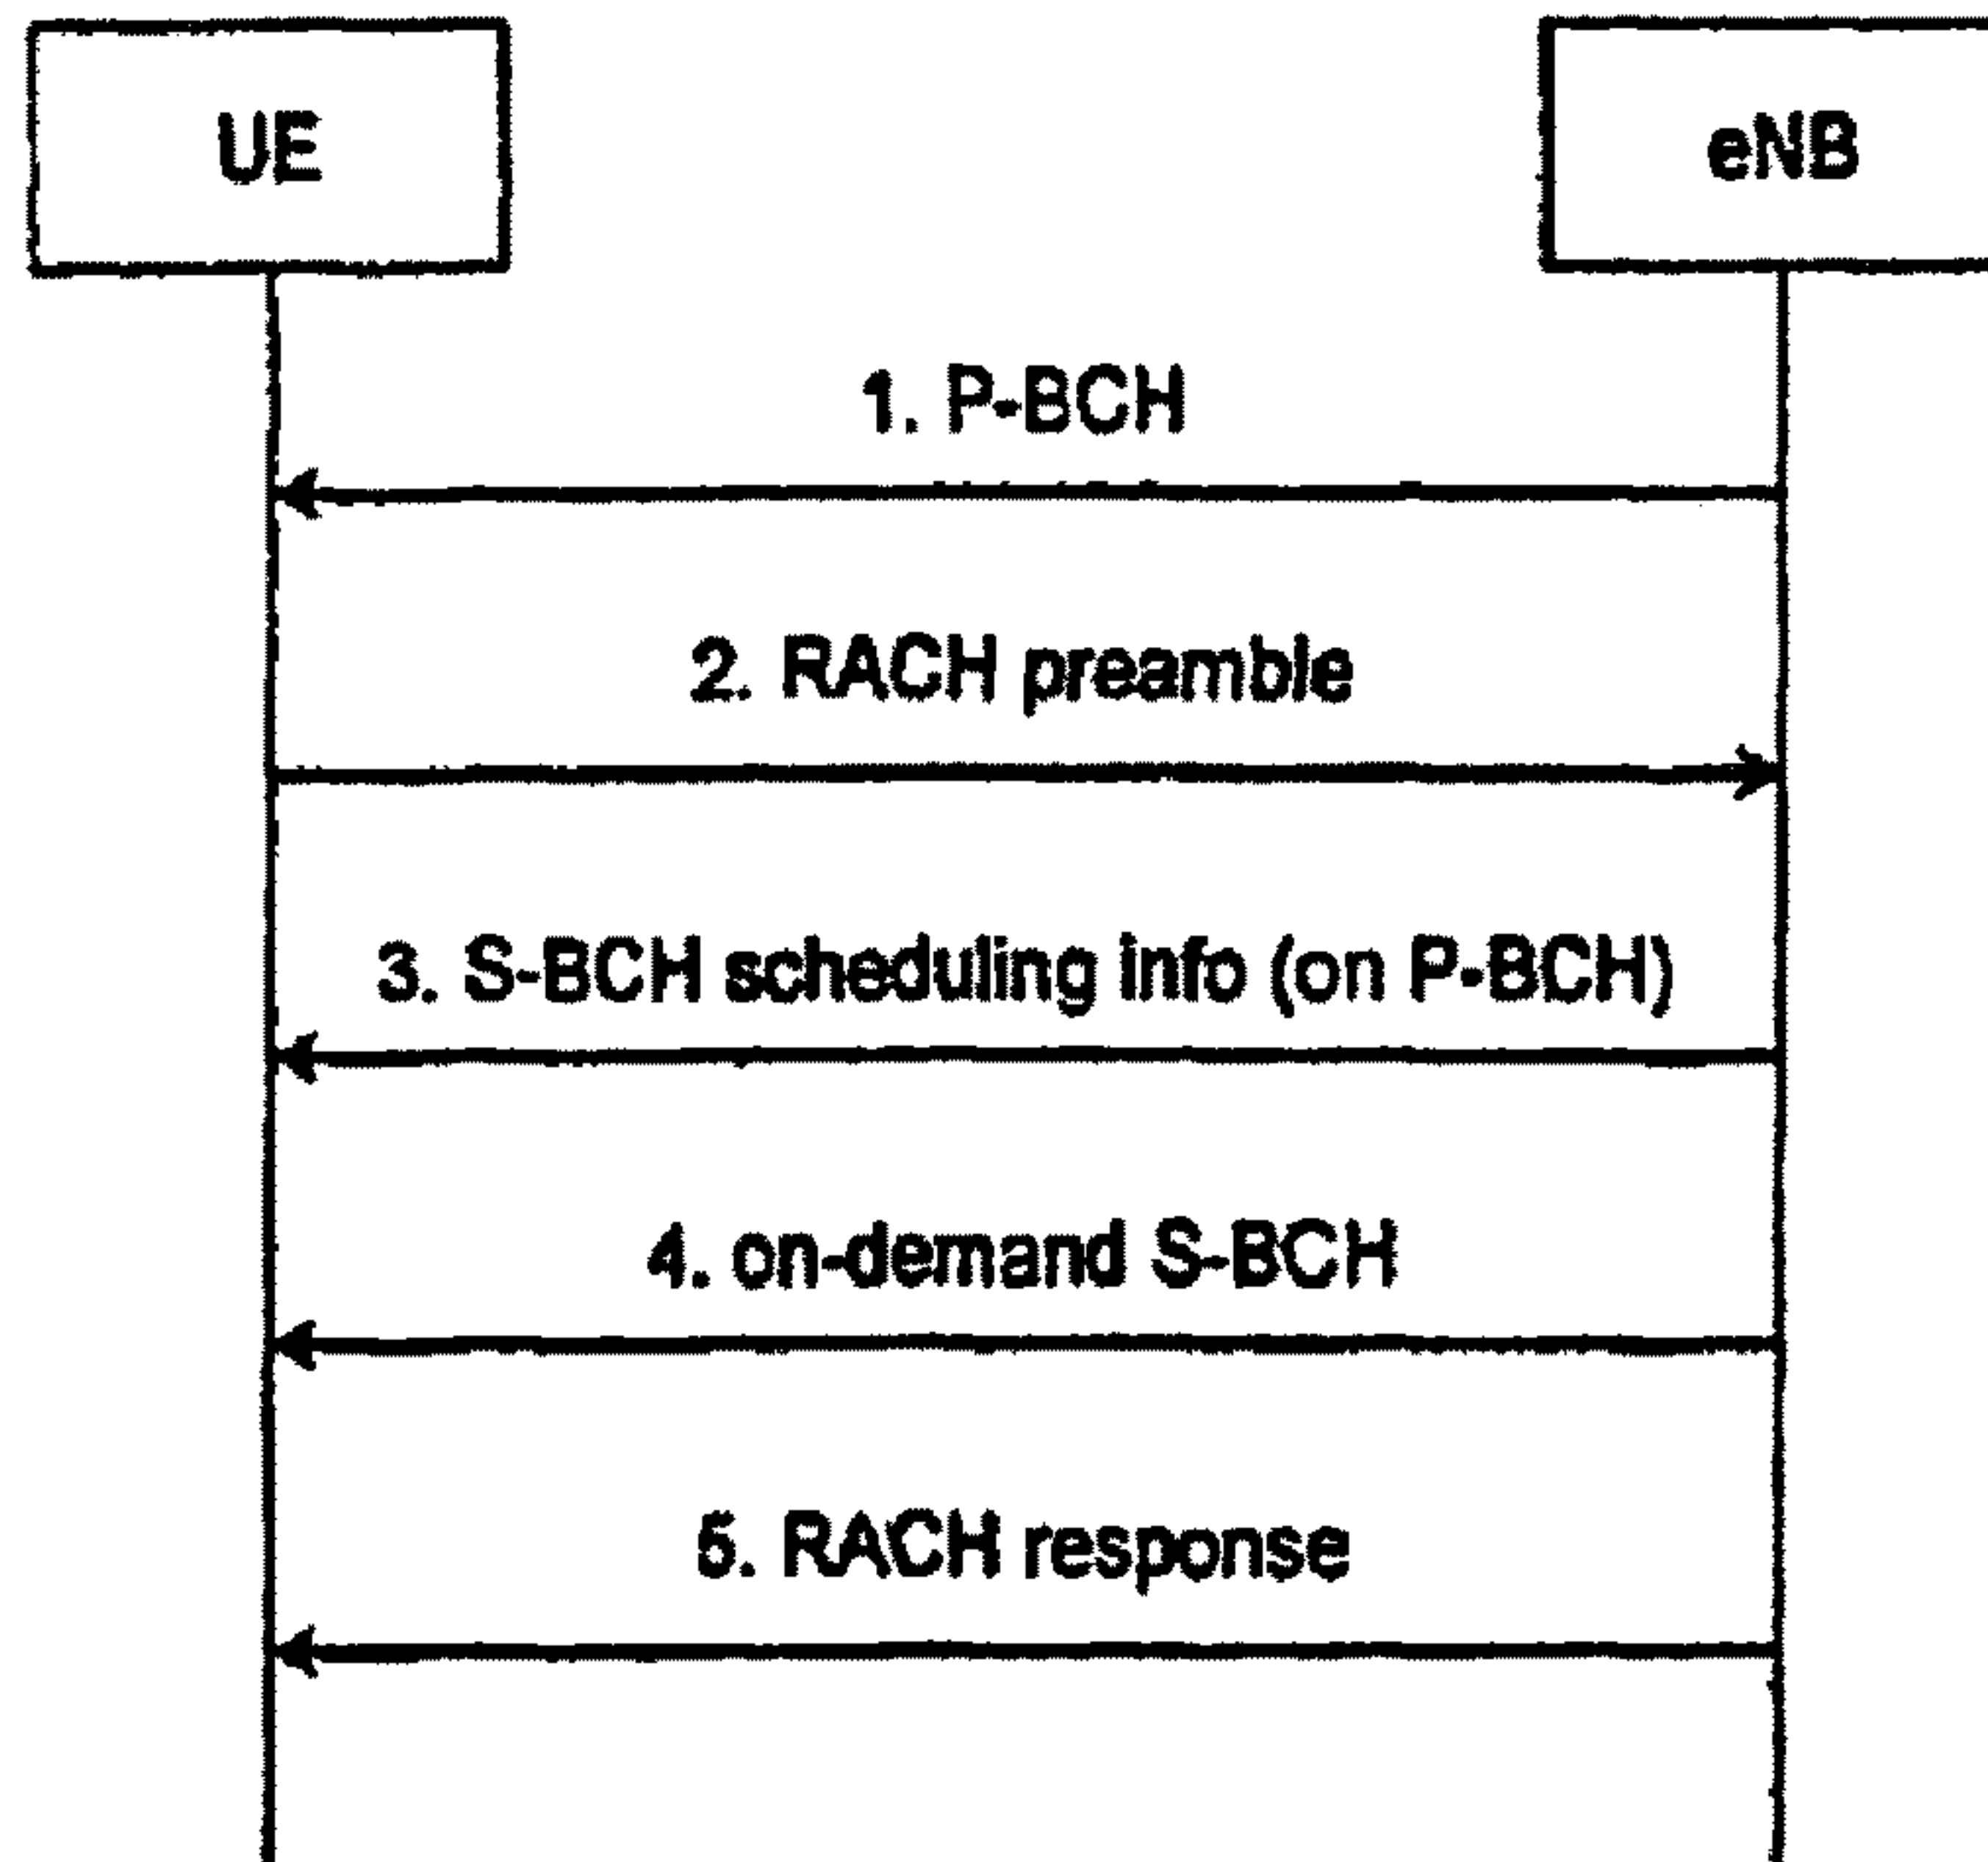 UE
eNB
1. P-BCH
2. RACH preamble
3. S-BCH scheduling info (on P-BCH)
4. on-demand S-BCH
5. RACH response